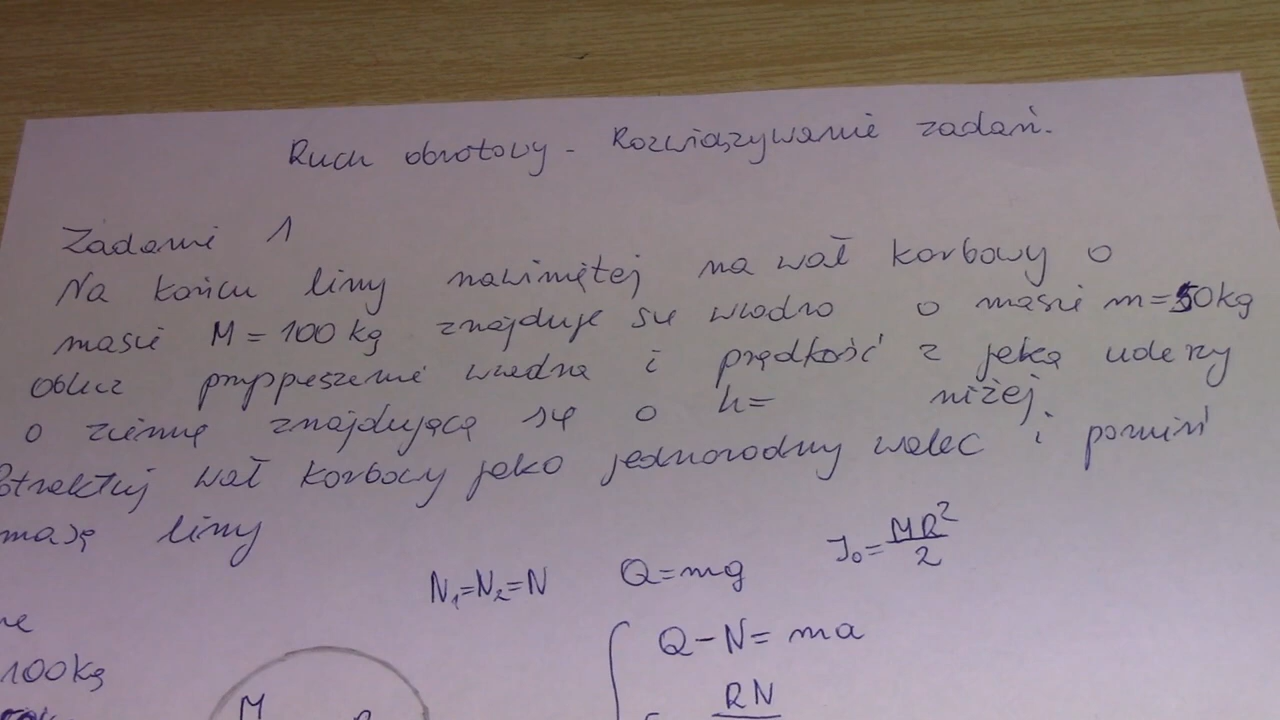 Ruch obrotowy - Rozwiązywanie zadań.
Zadanie 1
Na końcu liny nawiniętej na wał korbowy o
masie M = 100 kg znajduje się wiadro o masie m = 50 kg
oblicz przyspieszenie wiadra i prędkość z jaką uderzy
o ziemię znajdującą się o h= niżej.
Potraktuj wał korbowy jako jednorodny walec i pomiń
masę liny
N₁=N₂=N Q=mg J₀=MR²/2
Q-N=ma
100kg
M
RN